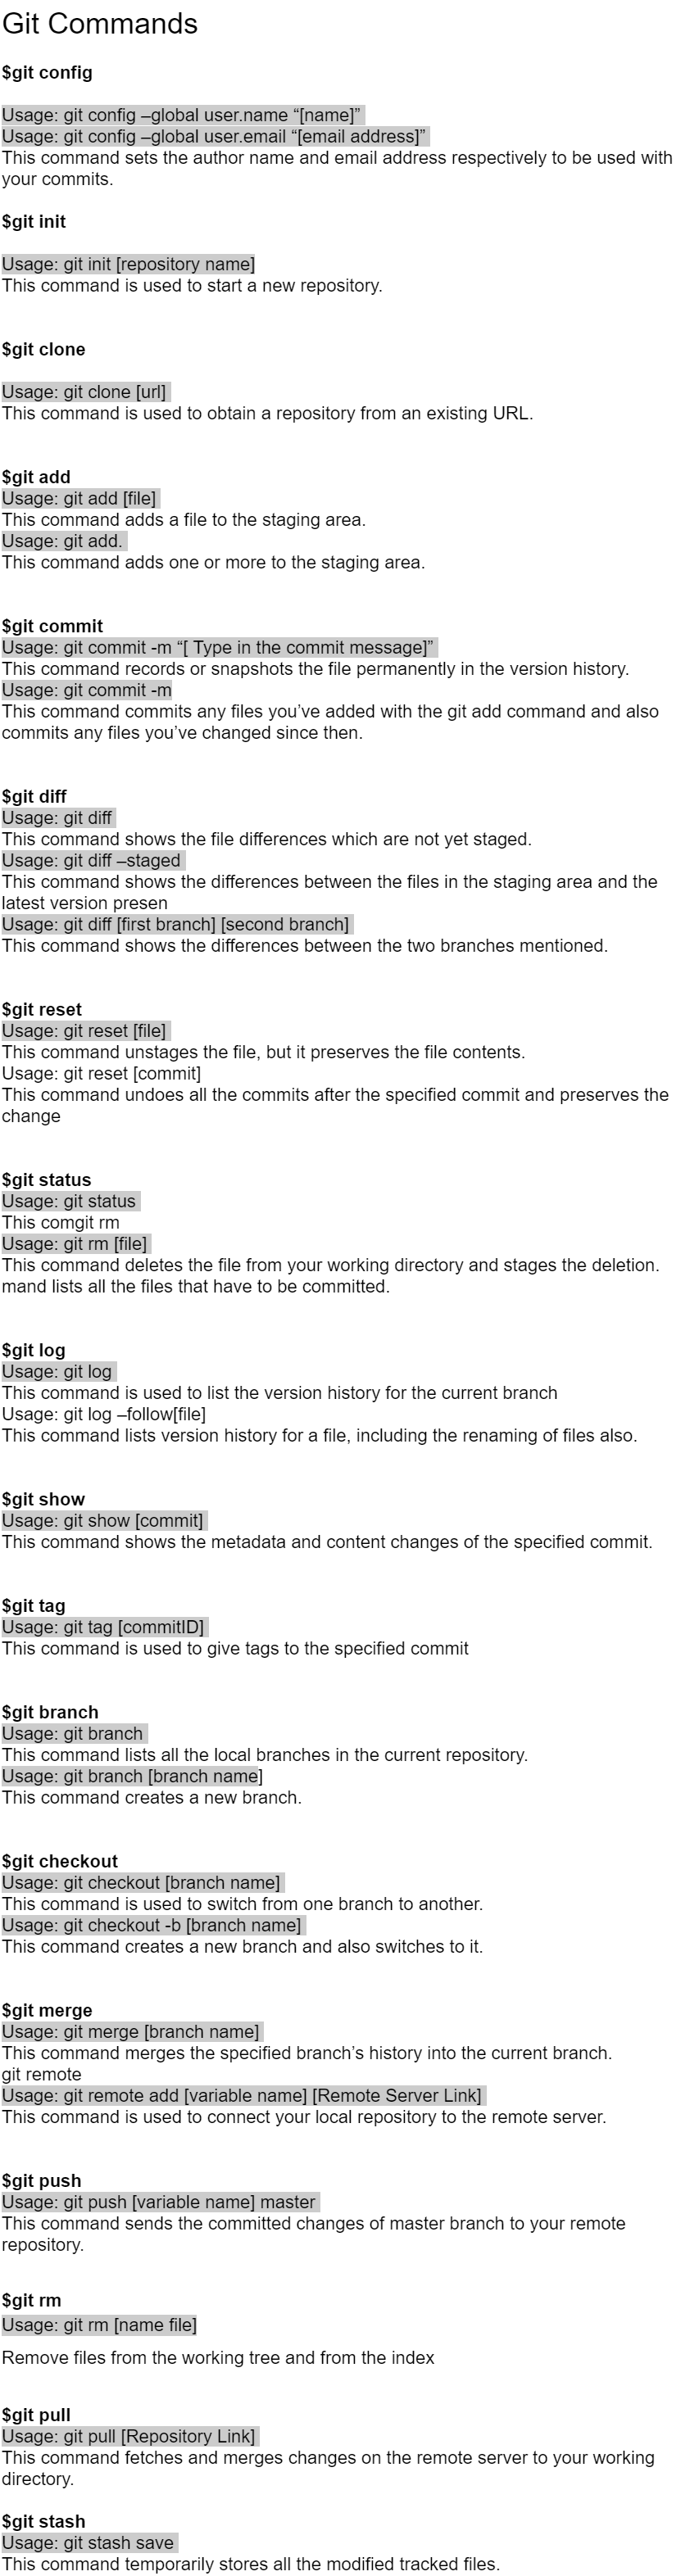 Git Commands
$git config
Usage: git config –global user.name “[name]”
Usage: git config –global user.email “[email address]”
This command sets the author name and email address respectively to be used with
your commits.
$git init
Usage: git init [repository name]
This command is used to start a new repository.
$git clone
Usage: git clone [url]
This command is used to obtain a repository from an existing URL.
$git add
Usage: git add [file]
This command adds a file to the staging area.
Usage: git add.
This command adds one or more to the staging area.
$git commit
Usage: git commit -m “[ Type in the commit message]”
This command records or snapshots the file permanently in the version history.
Usage: git commit -m
This command commits any files you’ve added with the git add command and also
commits any files you’ve changed since then.
$git diff
Usage: git diff
This command shows the file differences which are not yet staged.
Usage: git diff –staged
This command shows the differences between the files in the staging area and the
latest version presen
Usage: git diff [first branch] [second branch]
This command shows the differences between the two branches mentioned.
$git reset
Usage: git reset [file]
This command unstages the file, but it preserves the file contents.
Usage: git reset [commit]
This command undoes all the commits after the specified commit and preserves the
change
$git status
Usage: git status
This comgit rm
Usage: git rm [file]
This command deletes the file from your working directory and stages the deletion.
mand lists all the files that have to be committed.
$git log
Usage: git log
This command is used to list the version history for the current branch
Usage: git log –follow[file]
This command lists version history for a file, including the renaming of files also.
$git show
Usage: git show [commit]
This command shows the metadata and content changes of the specified commit.
$git tag
Usage: git tag [commitID]
This command is used to give tags to the specified commit
$git branch
Usage: git branch
This command lists all the local branches in the current repository.
Usage: git branch [branch name]
This command creates a new branch.
$git checkout
Usage: git checkout [branch name]
This command is used to switch from one branch to another.
Usage: git checkout -b [branch name]
This command creates a new branch and also switches to it.
$git merge
Usage: git merge [branch name]
This command merges the specified branch’s history into the current branch.
git remote
Usage: git remote add [variable name] [Remote Server Link]
This command is used to connect your local repository to the remote server.
$git push
Usage: git push [variable name] master
This command sends the committed changes of master branch to your remote
repository.
$git rm
Usage: git rm [name file]
Remove files from the working tree and from the index
$git pull
Usage: git pull [Repository Link]
This command fetches and merges changes on the remote server to your working
directory.
$git stash
Usage: git stash save
This command temporarily stores all the modified tracked files.